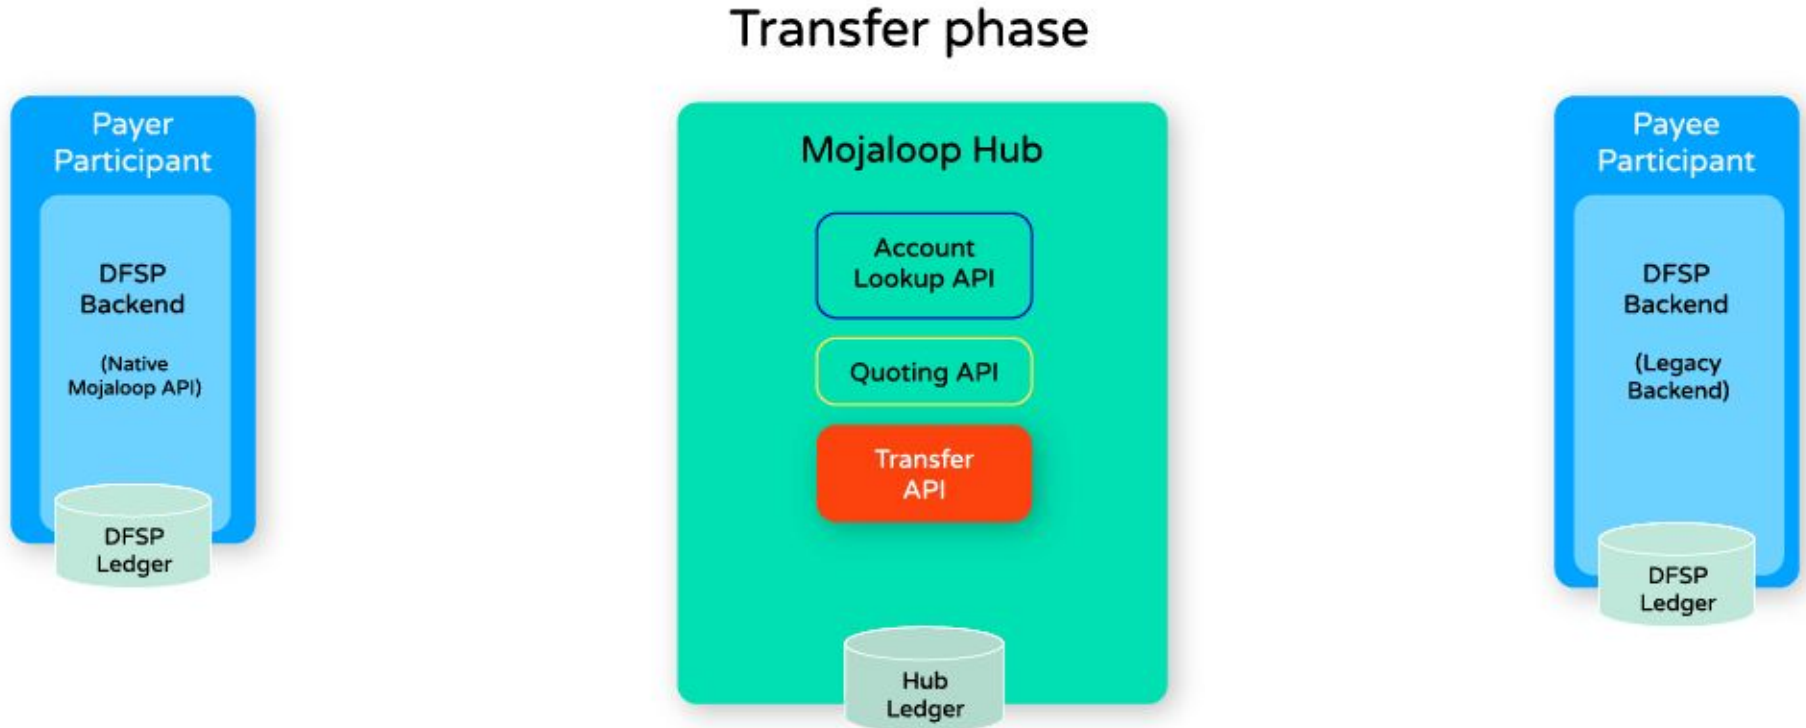 Transfer phase
Payer
Participant
DFSP
Backend
(Native
Mojaloop API)
DFSP
Ledger
Mojaloop Hub
Account
Lookup API
Quoting API
Transfer
API
Hub
Ledger
Payee
Participant
DFSP
Backend
(Legacy
Backend)
DFSP
Ledger